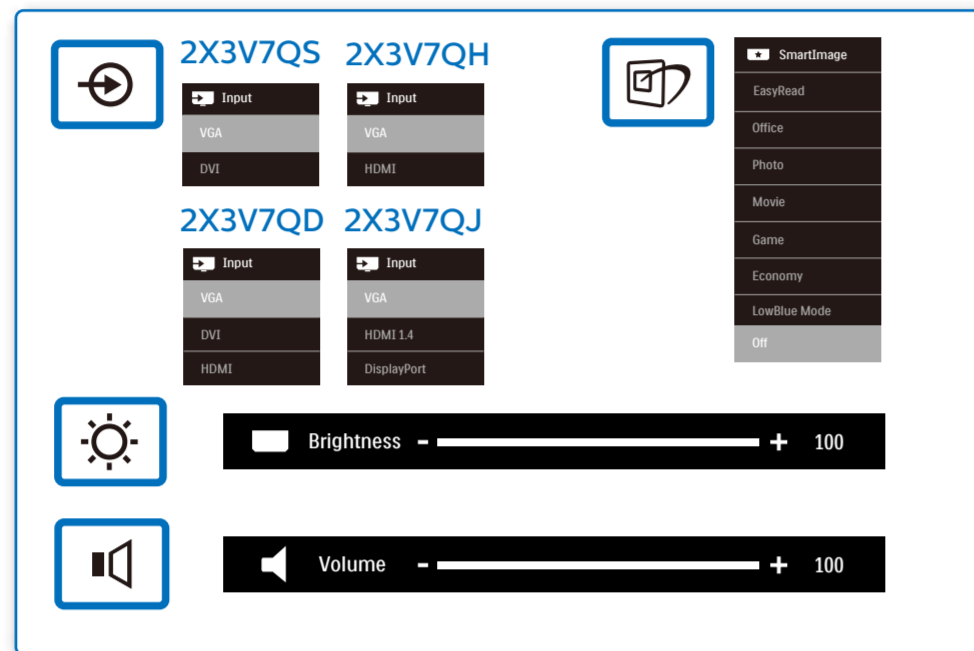 2X3V7QS
Input
VGA
DVI
2X3V7QH
Input
VGA
HDMI
2X3V7QD
Input
VGA
DVI
HDMI
2X3V7QJ
Input
VGA
HDMI 1.4
DisplayPort
SmartImage
EasyRead
Office
Photo
Movie
Game
Economy
LowBlue Mode
Off
Brightness - + 100
Volume - + 100